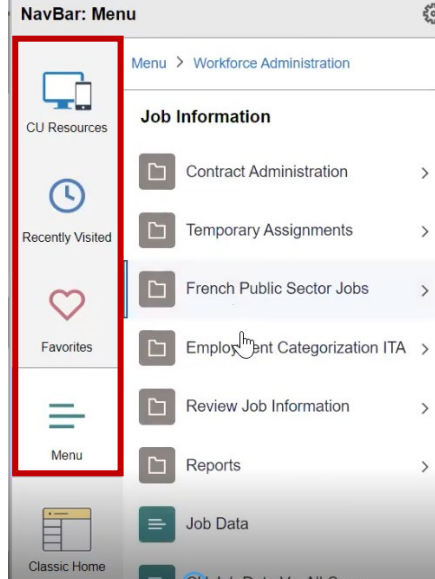 NavBar: Menu
CU Resources
Recently Visited
Favorites
Menu
Classic Home
Menu > Workforce Administration
Job Information
Contract Administration
Temporary Assignments
French Public Sector Jobs
Employment Categorization ITA
Review Job Information
Reports
Job Data